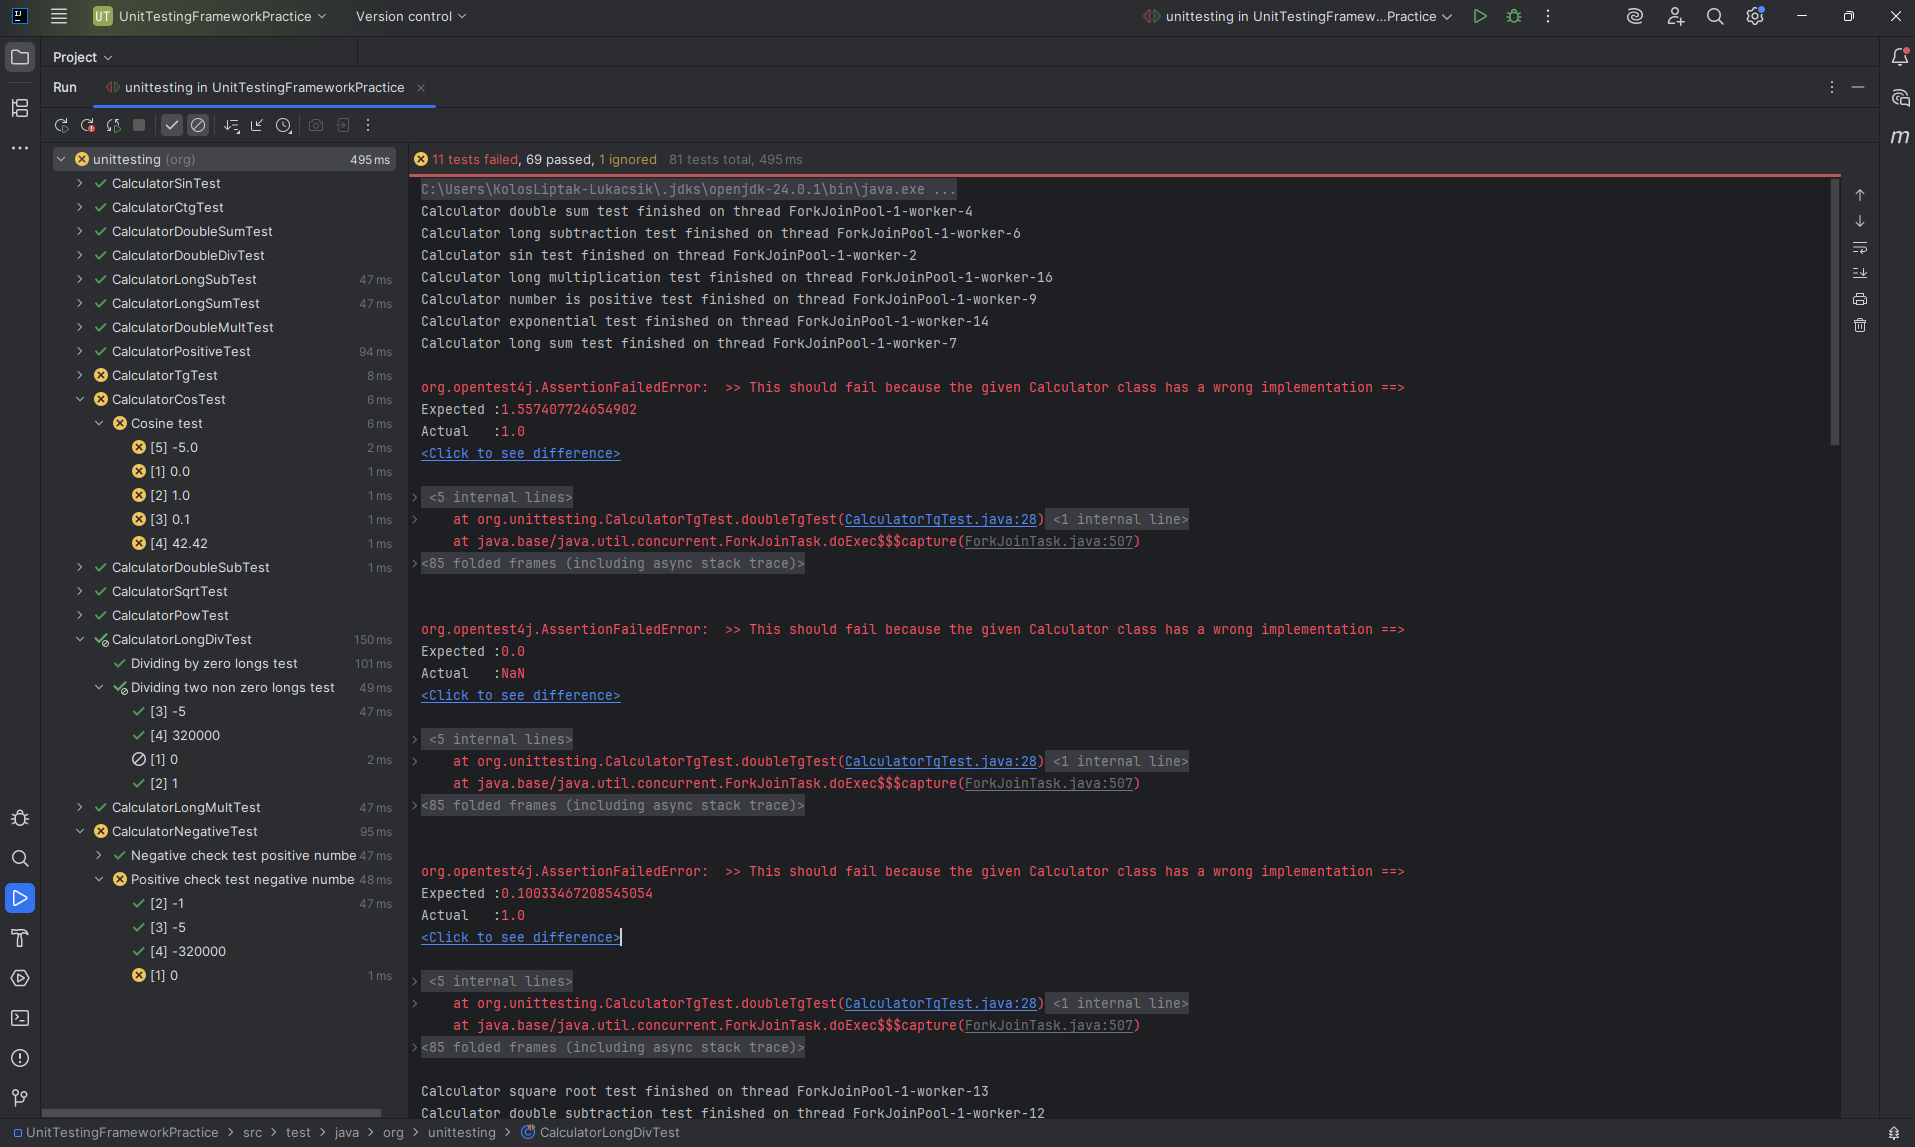 UT UnitTestingFrameworkPractice Version control unittesting in UnitTestingFramew...Practice
Project
Run unittesting in UnitTestingFrameworkPractice
unittesting (org) 495 ms
CalculatorSinTest
CalculatorCtgTest
CalculatorDoubleSumTest
CalculatorDoubleDivTest
CalculatorLongSubTest 47 ms
CalculatorLongSumTest 47 ms
CalculatorDoubleMultTest
CalculatorPositiveTest 94 ms
CalculatorTgTest 8 ms
CalculatorCosTest 6 ms
Cosine test 6 ms
[5] -5.0 2 ms
[1] 0.0 1 ms
[2] 1.0 1 ms
[3] 0.1 1 ms
[4] 42.42 1 ms
CalculatorDoubleSubTest 1 ms
CalculatorSqrtTest
CalculatorPowTest
CalculatorLongDivTest 150 ms
Dividing by zero longs test 101 ms
Dividing two non zero longs test 49 ms
[3] -5 47 ms
[4] 320000
[1] 0 2 ms
[2] 1
CalculatorLongMultTest 47 ms
CalculatorNegativeTest 95 ms
Negative check test positive numbe 47 ms
Positive check test negative numbe 48 ms
[2] -1 47 ms
[3] -5
[4] -320000
[1] 0 1 ms
11 tests failed, 69 passed, 1 ignored 81 tests total, 495 ms
C:\Users\KolosLiptak-Lukacsik\.jdks\openjdk-24.0.1\bin\java.exe ...
Calculator double sum test finished on thread ForkJoinPool-1-worker-4
Calculator long subtraction test finished on thread ForkJoinPool-1-worker-6
Calculator sin test finished on thread ForkJoinPool-1-worker-2
Calculator long multiplication test finished on thread ForkJoinPool-1-worker-16
Calculator number is positive test finished on thread ForkJoinPool-1-worker-9
Calculator exponential test finished on thread ForkJoinPool-1-worker-14
Calculator long sum test finished on thread ForkJoinPool-1-worker-7
org.opentest4j.AssertionFailedError:  >> This should fail because the given Calculator class has a wrong implementation ==>
Expected :1.557407724654902
Actual   :1.0
<Click to see difference>
<5 internal lines>
at org.unittesting.CalculatorTgTest.doubleTgTest(CalculatorTgTest.java:28) <1 internal line>
at java.base/java.util.concurrent.ForkJoinTask.doExec$$$capture(ForkJoinTask.java:507)
<85 folded frames (including async stack trace)>
org.opentest4j.AssertionFailedError:  >> This should fail because the given Calculator class has a wrong implementation ==>
Expected :0.0
Actual   :NaN
<Click to see difference>
<5 internal lines>
at org.unittesting.CalculatorTgTest.doubleTgTest(CalculatorTgTest.java:28) <1 internal line>
at java.base/java.util.concurrent.ForkJoinTask.doExec$$$capture(ForkJoinTask.java:507)
<85 folded frames (including async stack trace)>
org.opentest4j.AssertionFailedError:  >> This should fail because the given Calculator class has a wrong implementation ==>
Expected :0.10033467208545054
Actual   :1.0
<Click to see difference>
<5 internal lines>
at org.unittesting.CalculatorTgTest.doubleTgTest(CalculatorTgTest.java:28) <1 internal line>
at java.base/java.util.concurrent.ForkJoinTask.doExec$$$capture(ForkJoinTask.java:507)
<85 folded frames (including async stack trace)>
Calculator square root test finished on thread ForkJoinPool-1-worker-13
Calculator double subtraction test finished on thread ForkJoinPool-1-worker-12
UnitTestingFrameworkPractice > src > test > java > org > unittesting > CalculatorLongDivTest